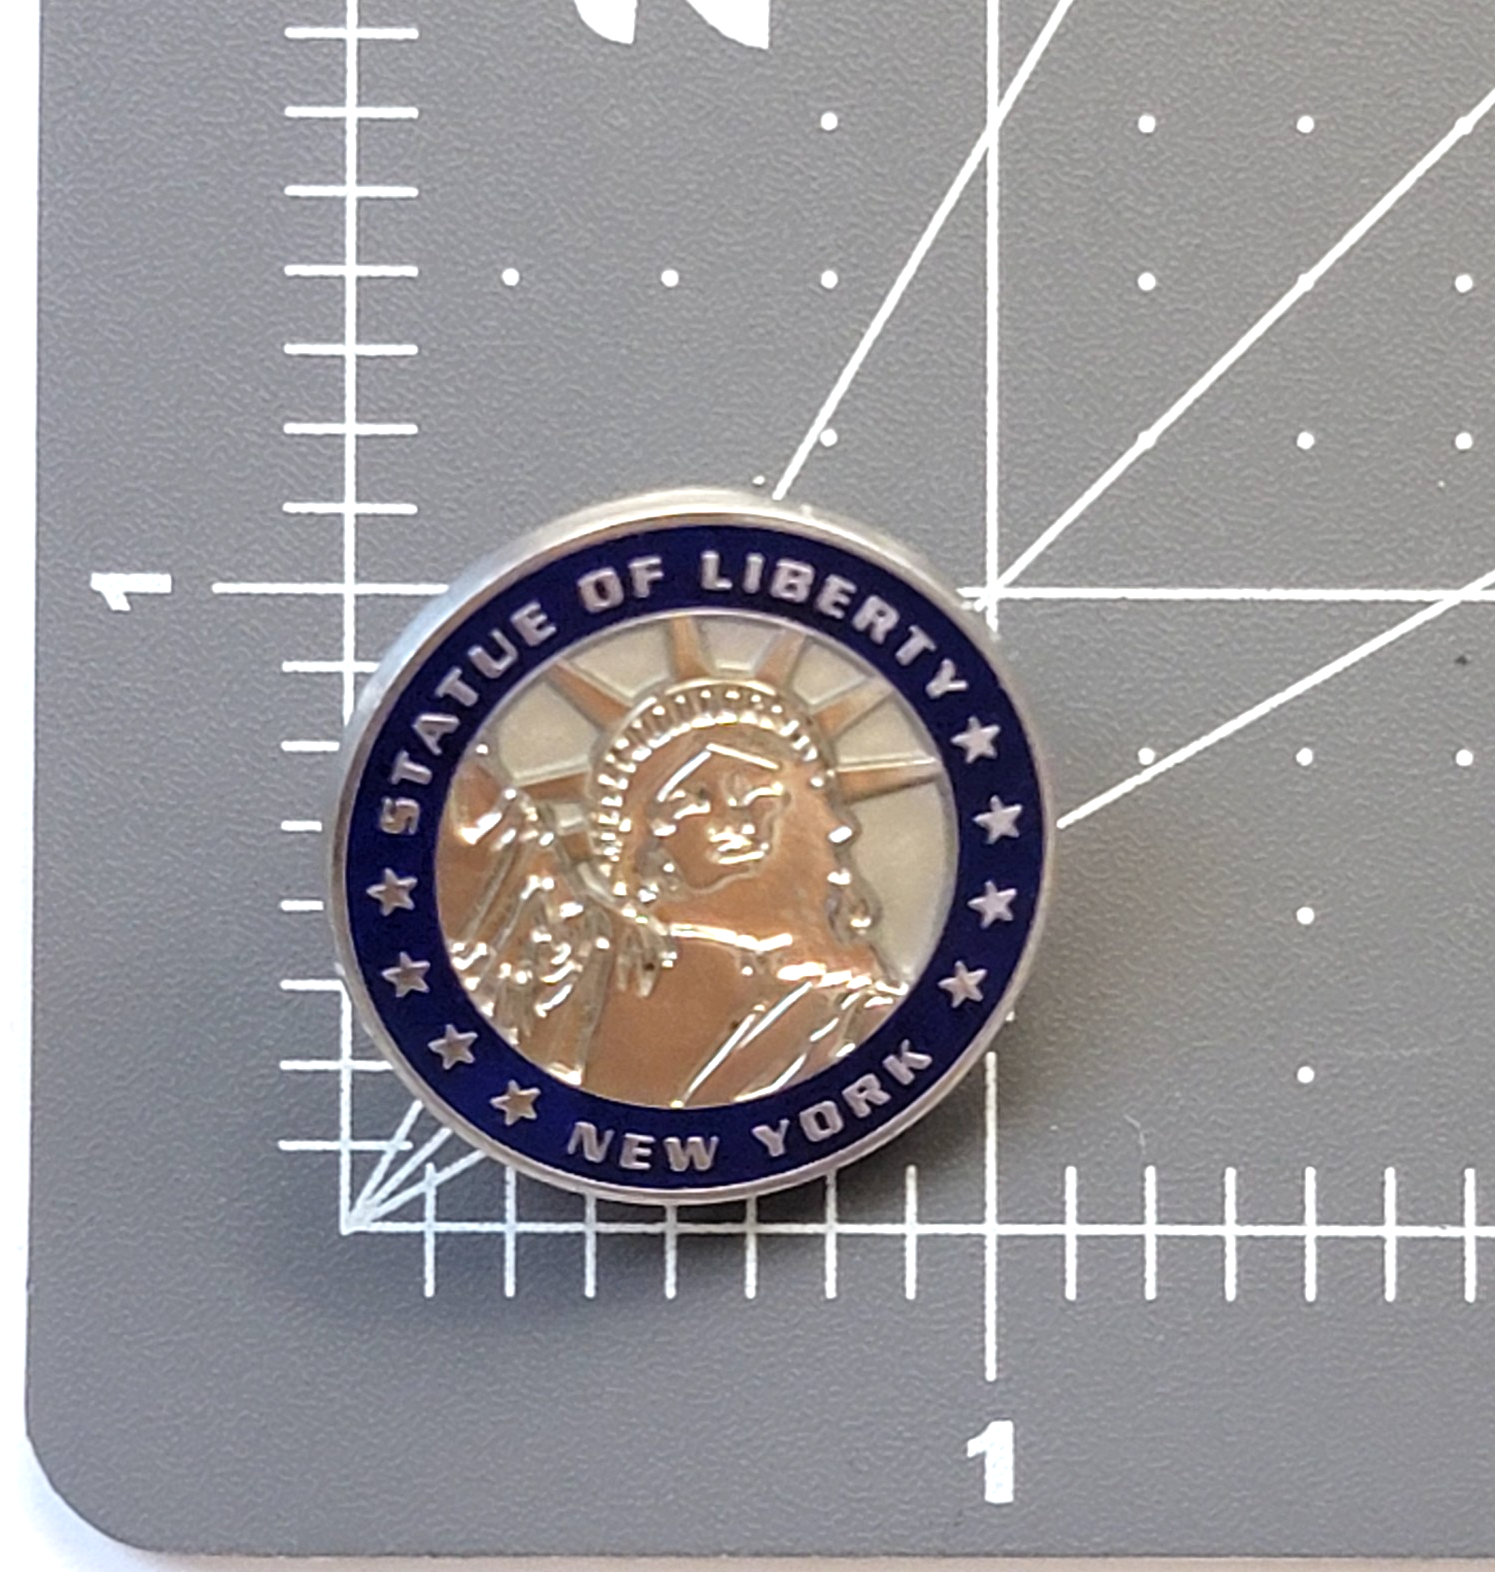 STATUE OF LIBERTY
NEW YORK
1
1